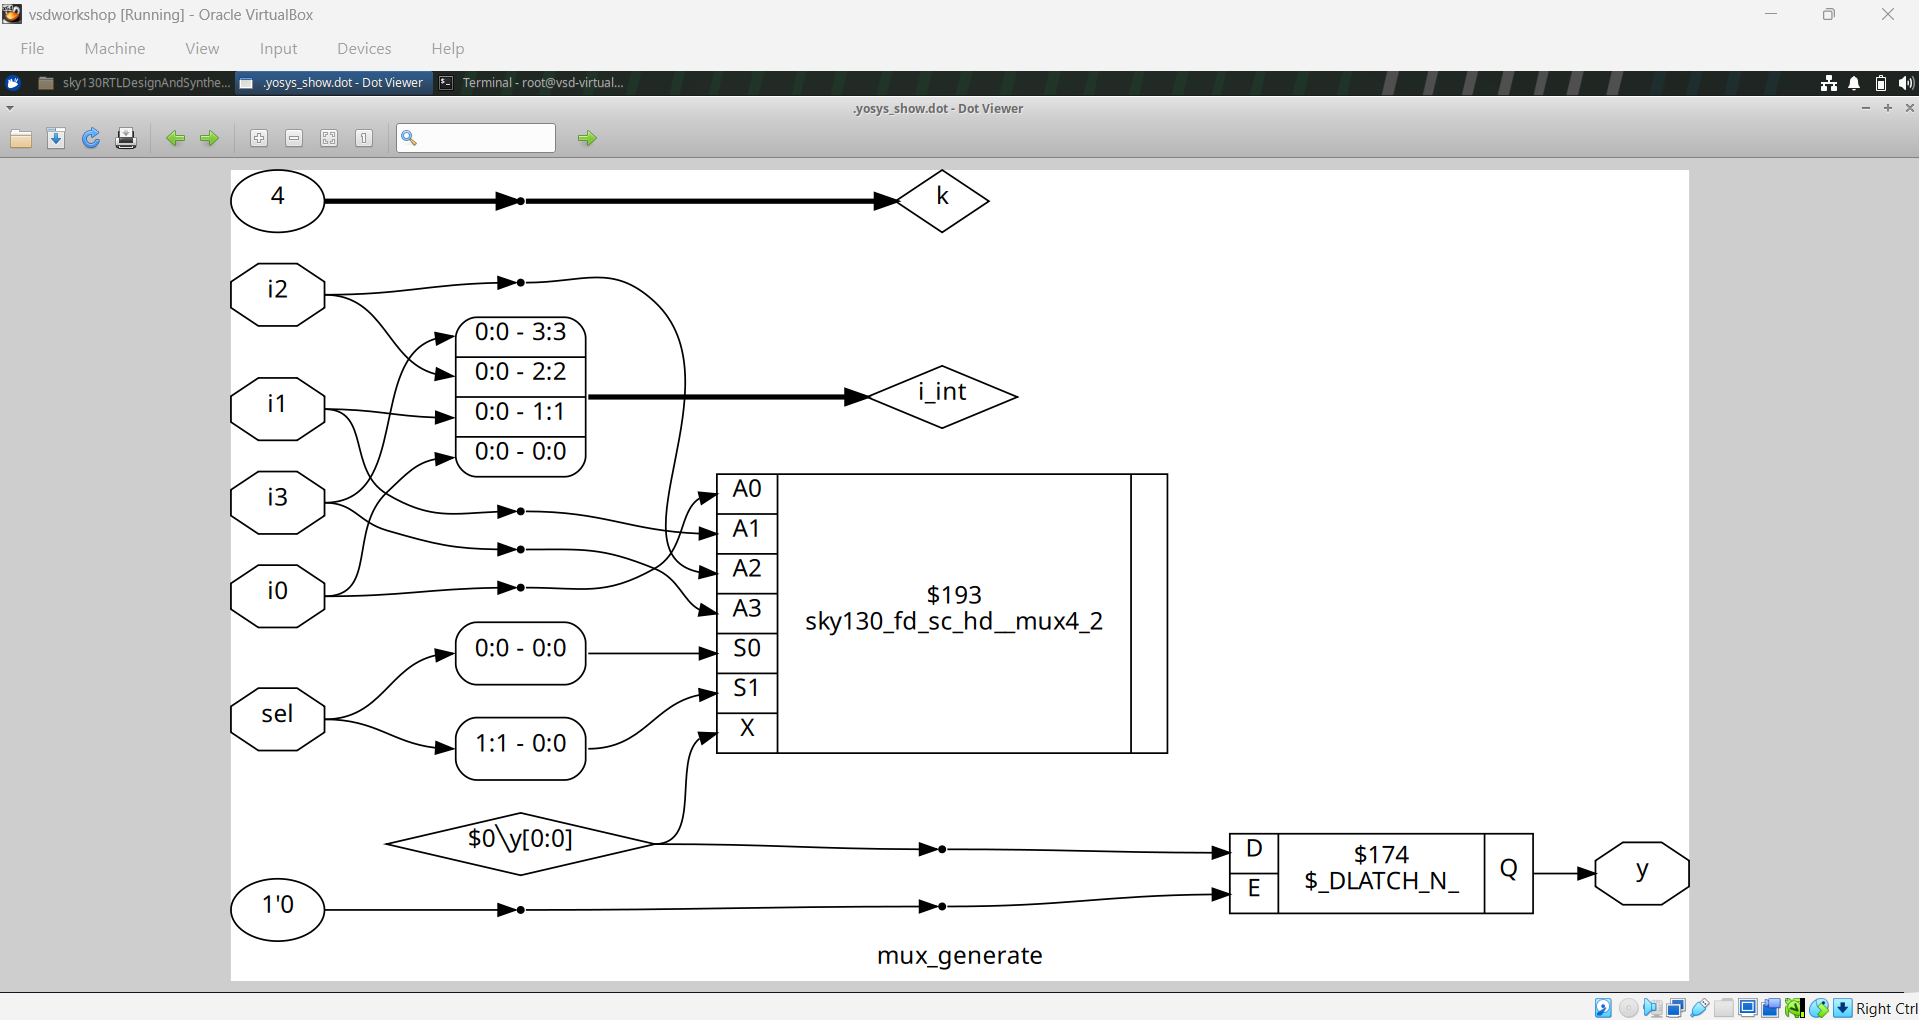 vsdworkshop [Running] - Oracle VirtualBox
File Machine View Input Devices Help
sky130RTLDesignAndSynthe... .yosys_show.dot - Dot Viewer Terminal - root@vsd-virtual...
.yosys_show.dot - Dot Viewer
1
4
k
i2
0:0 - 3:3
0:0 - 2:2
0:0 - 1:1
0:0 - 0:0
i1
i_int
i3
i0
A0
A1
A2
A3
S0
S1
X
$193
sky130_fd_sc_hd__mux4_2
0:0 - 0:0
sel
1:1 - 0:0
$0\y[0:0]
1'0
D
E
$174
$_DLATCH_N_
Q
y
mux_generate
Right Ctrl